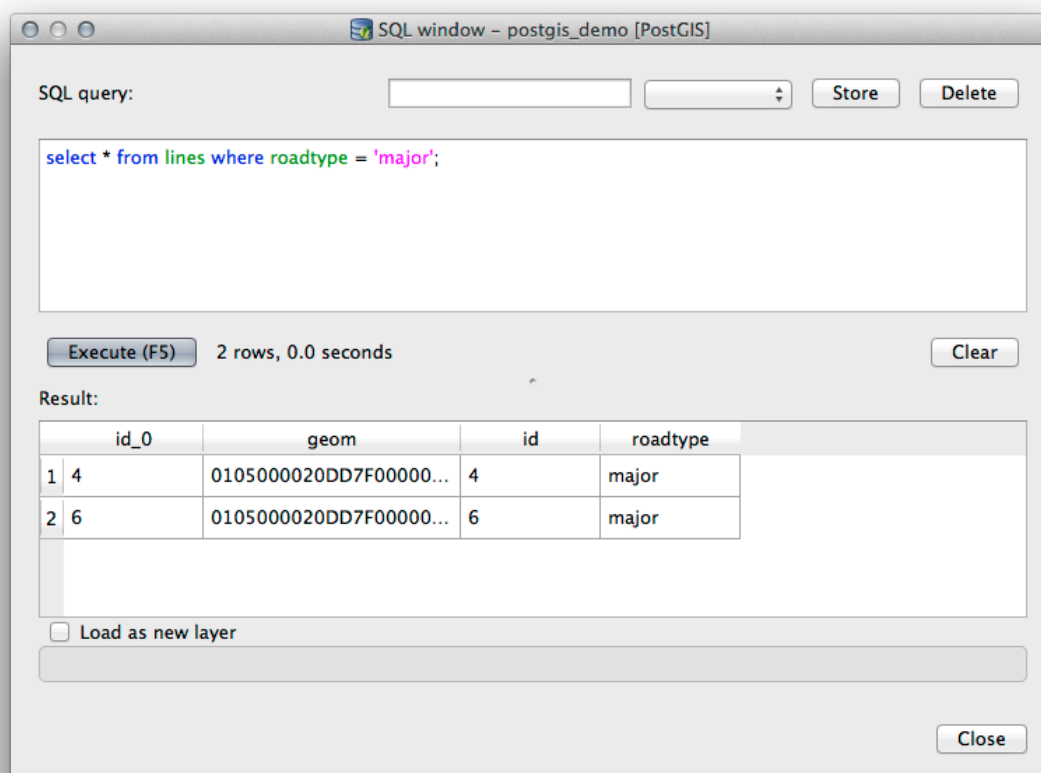 SQL window – postgis_demo [PostGIS]
SQL query: Store Delete
select * from lines where roadtype = 'major';
Execute (F5) 2 rows, 0.0 seconds Clear
Result:
id_0 geom id roadtype
1 4 0105000020DD7F00000... 4 major
2 6 0105000020DD7F00000... 6 major
Load as new layer
Close